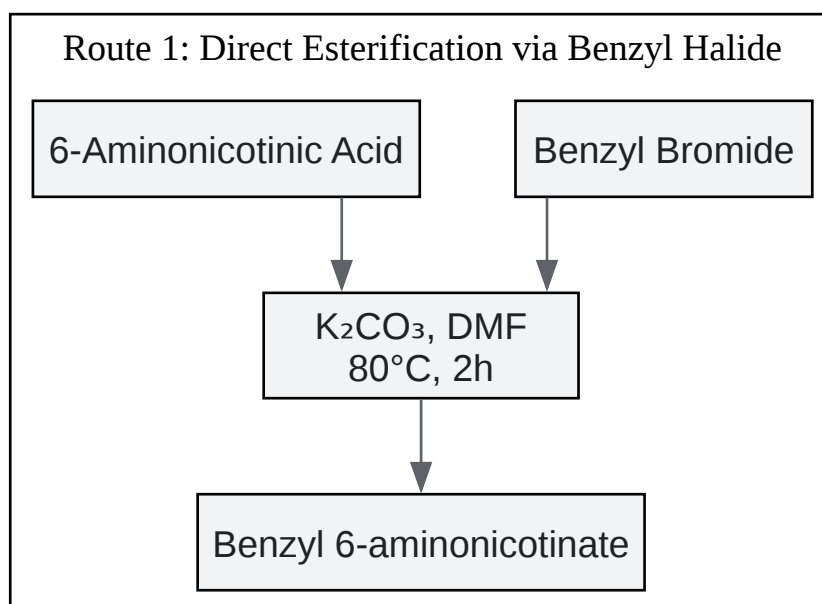 Route 1: Direct Esterification via Benzyl Halide
6-Aminonicotinic Acid
Benzyl Bromide
K₂CO₃, DMF
80°C, 2h
Benzyl 6-aminonicotinate